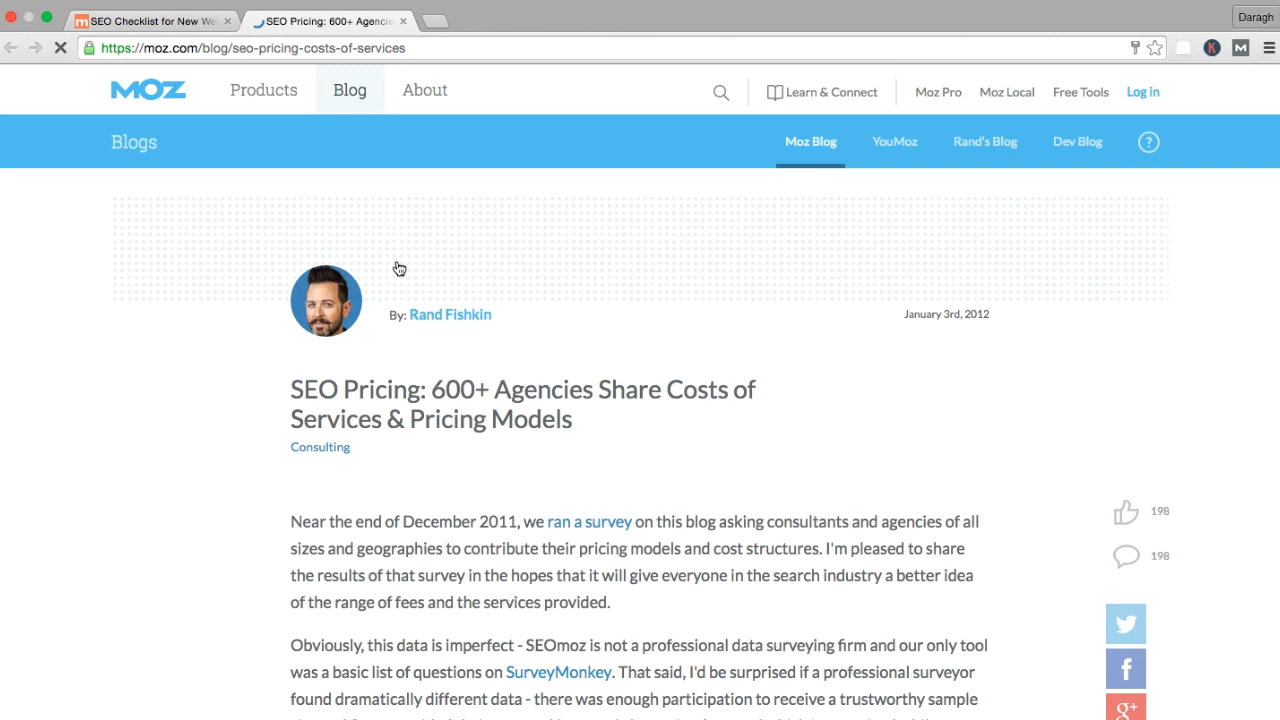 SEO Checklist for New We
SEO Pricing: 600+ Agencie
Daragh
https://moz.com/blog/seo-pricing-costs-of-services
MOZ Products Blog About Learn & Connect Moz Pro Moz Local Free Tools Log in
Blogs Moz Blog YouMoz Rand's Blog Dev Blog ?
By: Rand Fishkin January 3rd, 2012
SEO Pricing: 600+ Agencies Share Costs of
Services & Pricing Models
Consulting
Near the end of December 2011, we ran a survey on this blog asking consultants and agencies of all
sizes and geographies to contribute their pricing models and cost structures. I'm pleased to share
the results of that survey in the hopes that it will give everyone in the search industry a better idea
of the range of fees and the services provided.
198
198
Obviously, this data is imperfect - SEOmoz is not a professional data surveying firm and our only tool
was a basic list of questions on SurveyMonkey. That said, I'd be surprised if a professional surveyor
found dramatically different data - there was enough participation to receive a trustworthy sample